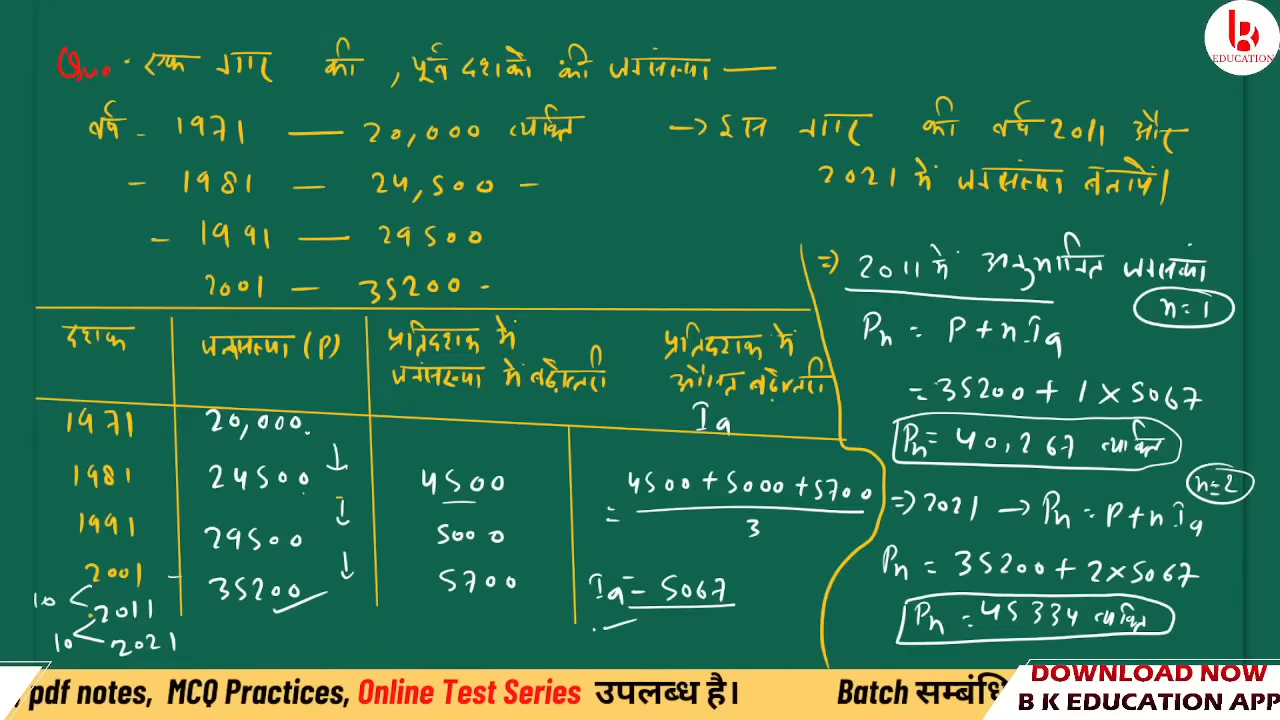 Que. एक नगर की, पूर्व दशकों की जनसंख्या —
वर्ष - 1971 — 20,000 व्यक्ति
- 1981 — 24,500 -
- 1991 — 29500
2001 — 35200 -
→ इस नगर की वर्ष 2011 और
2021 में जनसंख्या बतायें।
दशक
जनसंख्या (P)
प्रतिदशक में
जनसंख्या में बढ़ोत्तरी
प्रतिदशक में
औसत बढ़ोत्तरी
Ia
1971 20,000.
1981 24500 ↓ 4500
1991 29500 ↓ 5000
2001 - 35200 ↓ 5700
10 < 2011
10 < 2021
= 4500 + 5000 + 5700
3
Ia = 5067
⇒ 2011 में अनुमानित जनसंख्या
n=1
Pn = P + n Ia
= 35200 + 1 × 5067
Pn = 40,267 व्यक्ति
n=2
⇒ 2021 → Pn = P + n Ia
Pn = 35200 + 2 × 5067
Pn = 45334 व्यक्ति
b EDUCATION
pdf notes, MCQ Practices, Online Test Series उपलब्ध है। Batch सम्बंधि
DOWNLOAD NOW
B K EDUCATION APP